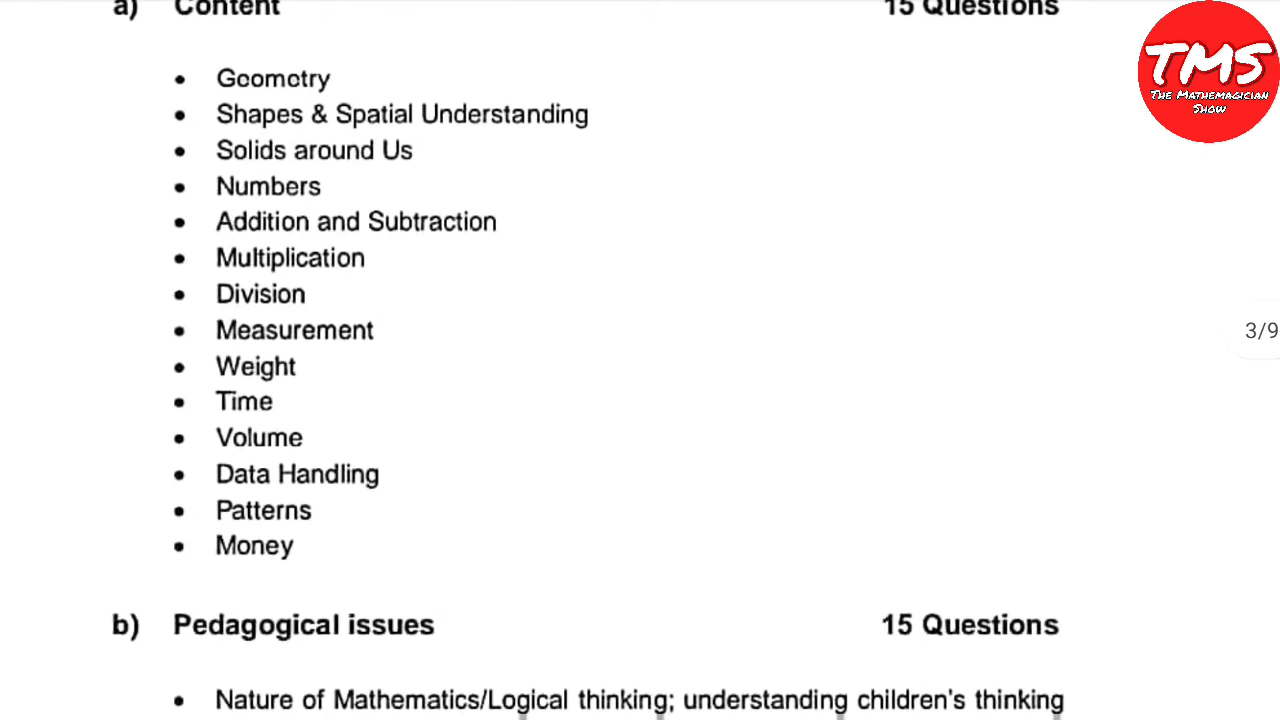 a) Content 15 Questions
• Geometry
• Shapes & Spatial Understanding
• Solids around Us
• Numbers
• Addition and Subtraction
• Multiplication
• Division
• Measurement
• Weight
• Time
• Volume
• Data Handling
• Patterns
• Money
b) Pedagogical issues 15 Questions
• Nature of Mathematics/Logical thinking; understanding children's thinking
TMS
The Mathemagician
Show
3/9